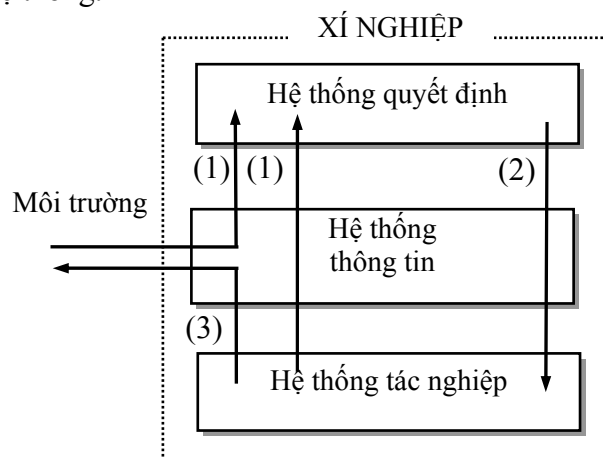 XÍ NGHIỆP
Hệ thống quyết định
(1) (1) (2)
Môi trường
Hệ thống
thông tin
(3)
Hệ thống tác nghiệp